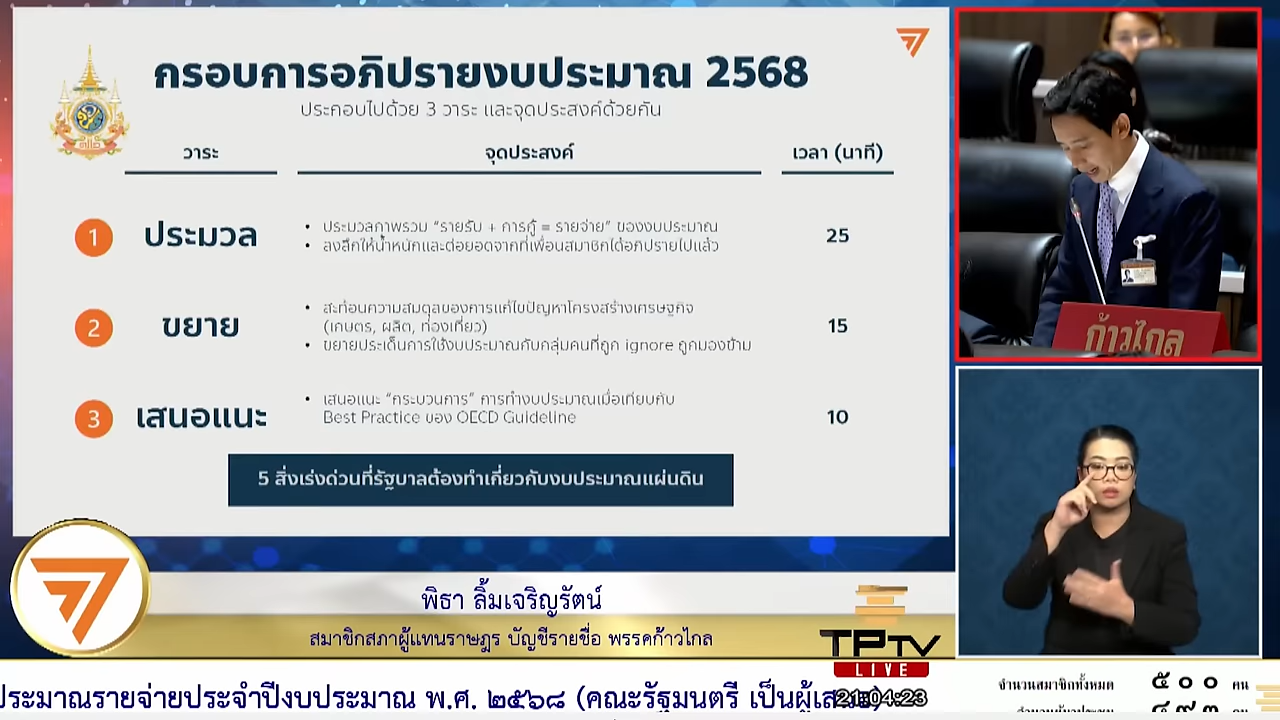 กรอบการอภิปรายงบประมาณ 2568
ประกอบไปด้วย 3 วาระ และจุดประสงค์ด้วยกัน
วาระ
จุดประสงค์
เวลา (นาที)
1
ประมวล
• ประมวลภาพรวม “รายรับ + การกู้ = รายจ่าย” ของงบประมาณ
• ลงลึกให้น้ำหนักและต่อยอดจากที่เพื่อนสมาชิกได้อภิปรายไปแล้ว
25
2
ขยาย
• สะท้อนความสมดุลของการแก้ไขปัญหาโครงสร้างเศรษฐกิจ
(เกษตร, ผลิต, ท่องเที่ยว)
• ขยายประเด็นการใช้งบประมาณกับกลุ่มคนที่ถูก ignore ถูกมองข้าม
15
3
เสนอแนะ
• เสนอแนะ “กระบวนการ” การทำงบประมาณเมื่อเทียบกับ
Best Practice ของ OECD Guideline
10
5 สิ่งเร่งด่วนที่รัฐบาลต้องทำเกี่ยวกับงบประมาณแผ่นดิน
ก้าวไกล
พิธา ลิ้มเจริญรัตน์
สมาชิกสภาผู้แทนราษฎร บัญชีรายชื่อ พรรคก้าวไกล
TPTV
LIVE
21:04:23
ประมาณรายจ่ายประจำปีงบประมาณ พ.ศ. ๒๕๖๘ (คณะรัฐมนตรี เป็นผู้เสนอ)
จำนวนสมาชิกทั้งหมด ๕๐๐ คน